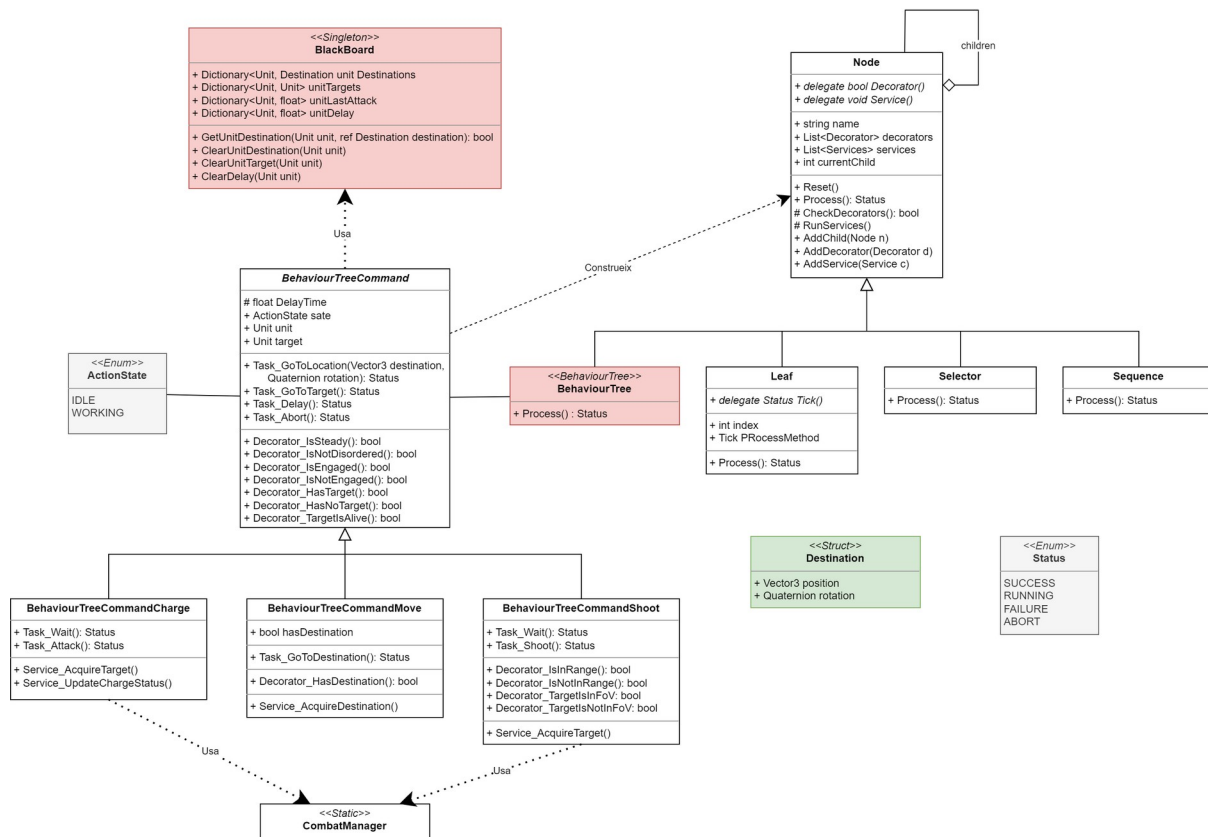 <<Singleton>>
BlackBoard
+ Dictionary<Unit, Destination unit Destinations
+ Dictionary<Unit, Unit> unitTargets
+ Dictionary<Unit, float> unitLastAttack
+ Dictionary<Unit, float> unitDelay
+ GetUnitDestination(Unit unit, ref Destination destination): bool
+ ClearUnitDestination(Unit unit)
+ ClearUnitTarget(Unit unit)
+ ClearDelay(Unit unit)
children
Node
+ delegate bool Decorator()
+ delegate void Service()
+ string name
+ List<Decorator> decorators
+ List<Services> services
+ int currentChild
+ Reset()
+ Process(): Status
# CheckDecorators(): bool
# RunServices()
+ AddChild(Node n)
+ AddDecorator(Decorator d)
+ AddService(Service c)
Usa
Construeix
BehaviourTreeCommand
# float DelayTime
+ ActionState sate
+ Unit unit
+ Unit target
+ Task_GoToLocation(Vector3 destination,
Quaternion rotation): Status
+ Task_GoToTarget(): Status
+ Task_Delay(): Status
+ Task_Abort(): Status
+ Decorator_IsSteady(): bool
+ Decorator_IsNotDisordered(): bool
+ Decorator_IsEngaged(): bool
+ Decorator_IsNotEngaged(): bool
+ Decorator_HasTarget(): bool
+ Decorator_HasNoTarget(): bool
+ Decorator_TargetIsAlive(): bool
<<Enum>>
ActionState
IDLE
WORKING
<<BehaviourTree>>
BehaviourTree
+ Process() : Status
Leaf
+ delegate Status Tick()
+ int index
+ Tick PRocessMethod
+ Process(): Status
Selector
+ Process(): Status
Sequence
+ Process(): Status
<<Struct>>
Destination
+ Vector3 position
+ Quaternion rotation
<<Enum>>
Status
SUCCESS
RUNNING
FAILURE
ABORT
BehaviourTreeCommandCharge
+ Task_Wait(): Status
+ Task_Attack(): Status
+ Service_AcquireTarget()
+ Service_UpdateChargeStatus()
BehaviourTreeCommandMove
+ bool hasDestination
+ Task_GoToDestination(): Status
+ Decorator_HasDestination(): bool
+ Service_AcquireDestination()
BehaviourTreeCommandShoot
+ Task_Wait(): Status
+ Task_Shoot(): Status
+ Decorator_IsInRange(): bool
+ Decorator_IsNotInRange(): bool
+ Decorator_TargetIsInFoV: bool
+ Decorator_TargetIsNotInFoV: bool
+ Service_AcquireTarget()
Usa
Usa
<<Static>>
CombatManager